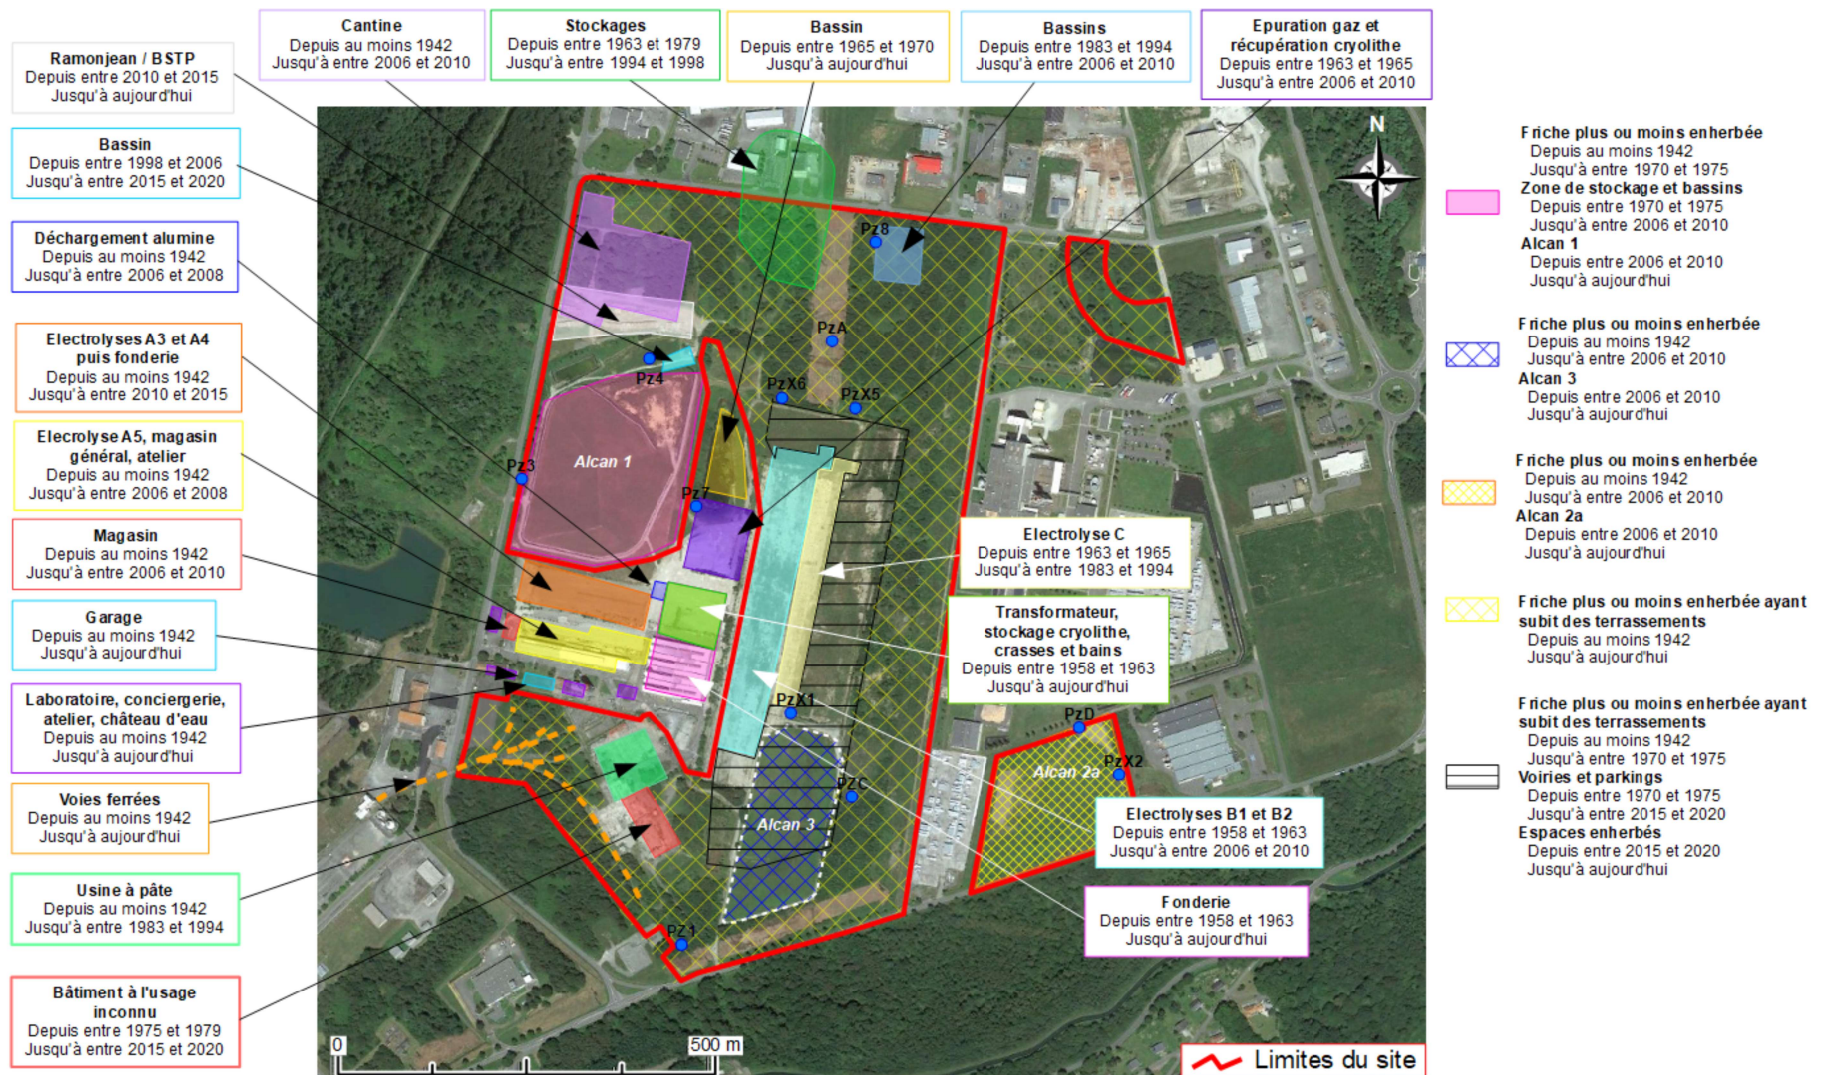 Ramonjean / BSTP
Depuis entre 2010 et 2015
Jusqu'à aujourd'hui
Cantine
Depuis au moins 1942
Jusqu'à entre 2006 et 2010
Stockages
Depuis entre 1963 et 1979
Jusqu'à entre 1994 et 1998
Bassin
Depuis entre 1965 et 1970
Jusqu'à aujourd'hui
Bassins
Depuis entre 1983 et 1994
Jusqu'à entre 2006 et 2010
Epuration gaz et
récupération cryolithe
Depuis entre 1963 et 1965
Jusqu'à entre 2006 et 2010
Bassin
Depuis entre 1998 et 2006
Jusqu'à entre 2015 et 2020
Déchargement alumine
Depuis au moins 1942
Jusqu'à entre 2006 et 2008
Electrolyses A3 et A4
puis fonderie
Depuis au moins 1942
Jusqu'à entre 2010 et 2015
Elecrolyse A5, magasin
général, atelier
Depuis au moins 1942
Jusqu'à entre 2006 et 2008
Magasin
Depuis au moins 1942
Jusqu'à entre 2006 et 2010
Garage
Depuis au moins 1942
Jusqu'à aujourd'hui
Laboratoire, conciergerie,
atelier, château d'eau
Depuis au moins 1942
Jusqu'à aujourd'hui
Voies ferrées
Depuis au moins 1942
Jusqu'à aujourd'hui
Usine à pâte
Depuis au moins 1942
Jusqu'à entre 1983 et 1994
Bâtiment à l'usage
inconnu
Depuis entre 1975 et 1979
Jusqu'à entre 2015 et 2020
N
Pz8
PzA
Pz4
PzX6
PzX5
Alcan 1
Pz3
Pz7
Electrolyse C
Depuis entre 1963 et 1965
Jusqu'à entre 1983 et 1994
Transformateur,
stockage cryolithe,
crasses et bains
Depuis entre 1958 et 1963
Jusqu'à aujourd'hui
PzX1
PzD
Alcan 2a
PzX2
PZC
Alcan 3
Electrolyses B1 et B2
Depuis entre 1958 et 1963
Jusqu'à entre 2006 et 2010
Fonderie
Depuis entre 1958 et 1963
Jusqu'à aujourd'hui
PZ1
0
500 m
Limites du site
Friche plus ou moins enherbée
Depuis au moins 1942
Jusqu'à entre 1970 et 1975
Zone de stockage et bassins
Depuis entre 1970 et 1975
Jusqu'à entre 2006 et 2010
Alcan 1
Depuis entre 2006 et 2010
Jusqu'à aujourd'hui
Friche plus ou moins enherbée
Depuis au moins 1942
Jusqu'à entre 2006 et 2010
Alcan 3
Depuis entre 2006 et 2010
Jusqu'à aujourd'hui
Friche plus ou moins enherbée
Depuis au moins 1942
Jusqu'à entre 2006 et 2010
Alcan 2a
Depuis entre 2006 et 2010
Jusqu'à aujourd'hui
Friche plus ou moins enherbée ayant
subit des terrassements
Depuis au moins 1942
Jusqu'à aujourd'hui
Friche plus ou moins enherbée ayant
subit des terrassements
Depuis au moins 1942
Jusqu'à entre 1970 et 1975
Voiries et parkings
Depuis entre 1970 et 1975
Jusqu'à entre 2015 et 2020
Espaces enherbés
Depuis entre 2015 et 2020
Jusqu'à aujourd'hui